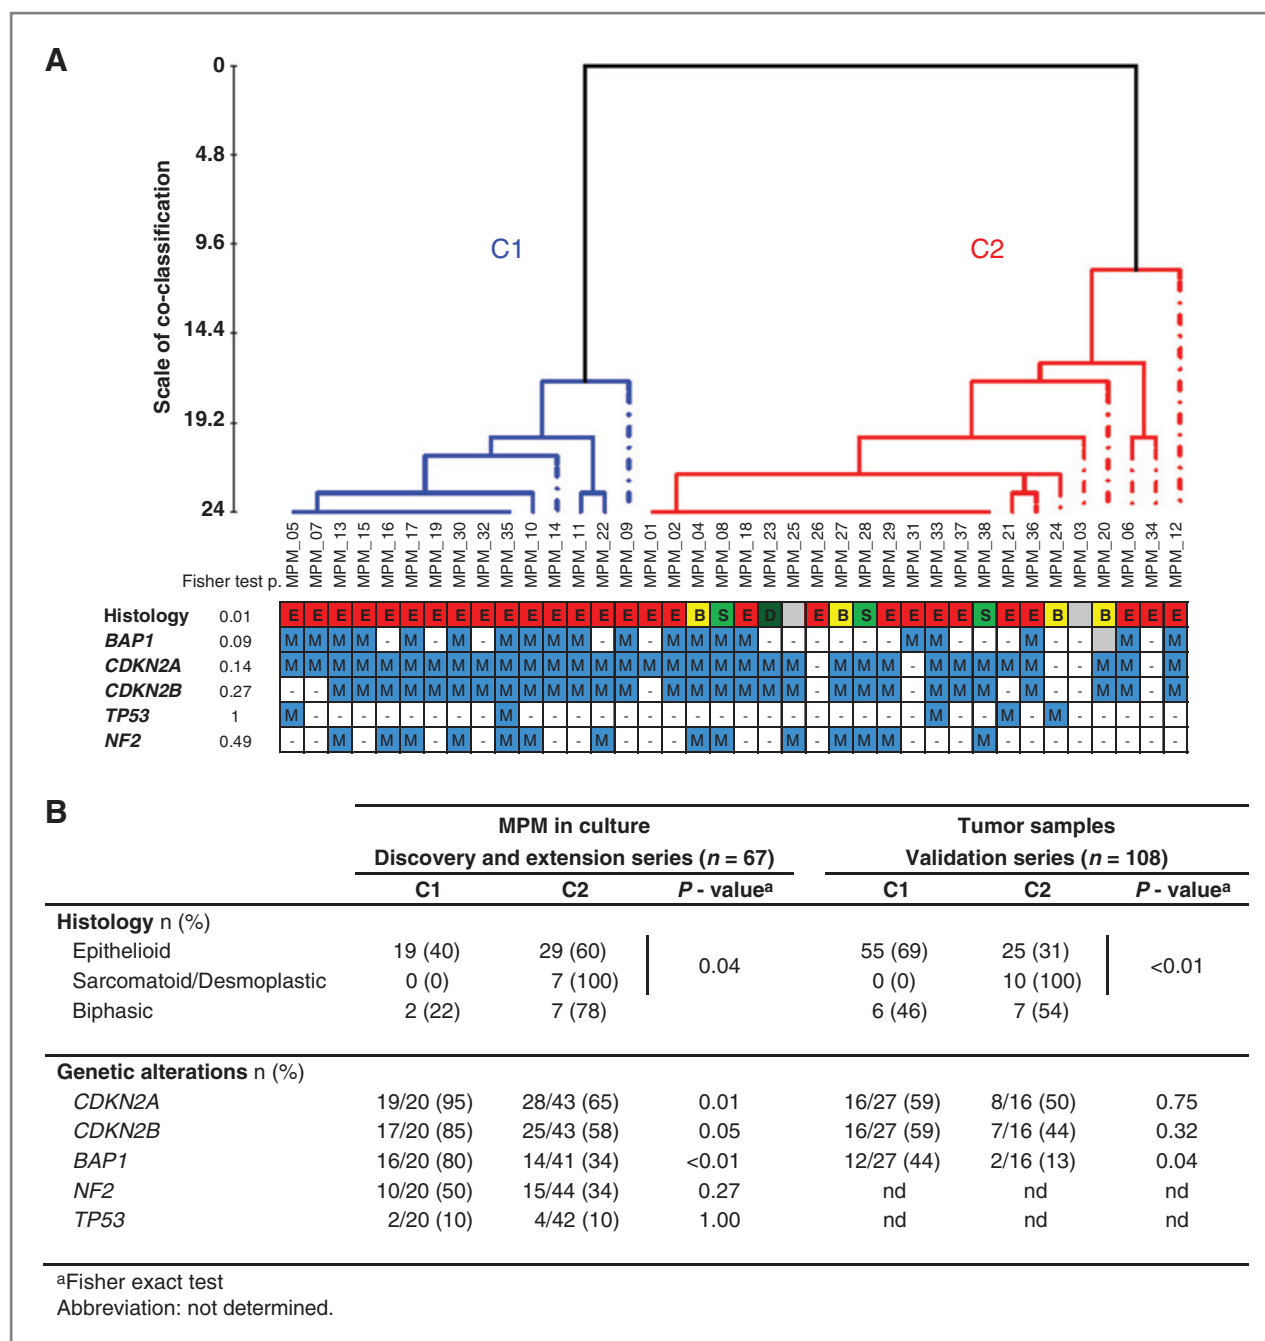 A
0
4.8
9.6
14.4
19.2
24
Scale of co-classification
C1
C2
Fisher test p. MPM_05 MPM_07 MPM_13 MPM_15 MPM_16 MPM_17 MPM_19 MPM_30 MPM_32 MPM_35 MPM_10 MPM_14 MPM_11 MPM_22 MPM_09 MPM_01 MPM_02 MPM_04 MPM_08 MPM_18 MPM_23 MPM_25 MPM_26 MPM_27 MPM_28 MPM_29 MPM_31 MPM_33 MPM_37 MPM_38 MPM_21 MPM_36 MPM_24 MPM_03 MPM_20 MPM_06 MPM_34 MPM_12
Histology 0.01 E E E E E E E E E E E E E E E E E B S E D E B S E E E E S E E B B E E E
BAP1 0.09 M M M M - M - M - M M M M - M - M M M M - - - - - - M M - - - M - - M - M
CDKN2A 0.14 M M M M M M M M M M M M M M M M M M M M M M - M M M - M M M M M - - M M - M
CDKN2B 0.27 - - M M M M M M M M M M M M M - M M M M M M - M M M - M M M - M - - M M - M
TP53 1 M - - - - - - - - M - - - - - - - - - - - - - - - - - M - - M - M - - - - -
NF2 0.49 - - M - M M - M - M M - - M - - - M M - - M - M M M - - - M - - - - - - - -
B
MPM in culture Tumor samples
Discovery and extension series (n = 67) Validation series (n = 108)
C1 C2 P - valueª C1 C2 P - valueª
Histology n (%)
Epithelioid 19 (40) 29 (60) 55 (69) 25 (31)
0.04 <0.01
Sarcomatoid/Desmoplastic 0 (0) 7 (100) 0 (0) 10 (100)
Biphasic 2 (22) 7 (78) 6 (46) 7 (54)
Genetic alterations n (%)
CDKN2A 19/20 (95) 28/43 (65) 0.01 16/27 (59) 8/16 (50) 0.75
CDKN2B 17/20 (85) 25/43 (58) 0.05 16/27 (59) 7/16 (44) 0.32
BAP1 16/20 (80) 14/41 (34) <0.01 12/27 (44) 2/16 (13) 0.04
NF2 10/20 (50) 15/44 (34) 0.27 nd nd nd
TP53 2/20 (10) 4/42 (10) 1.00 nd nd nd
ªFisher exact test
Abbreviation: not determined.